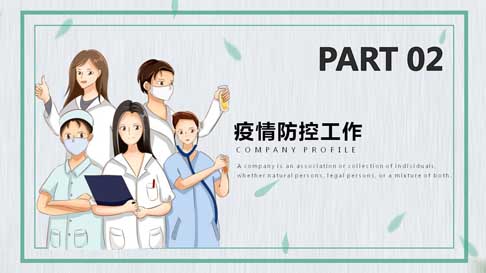 PART 02
疫情防控工作
COMPANY PROFILE
A company is an association or collection of individuals,
whether natural persons, legal persons, or a mixture of both.